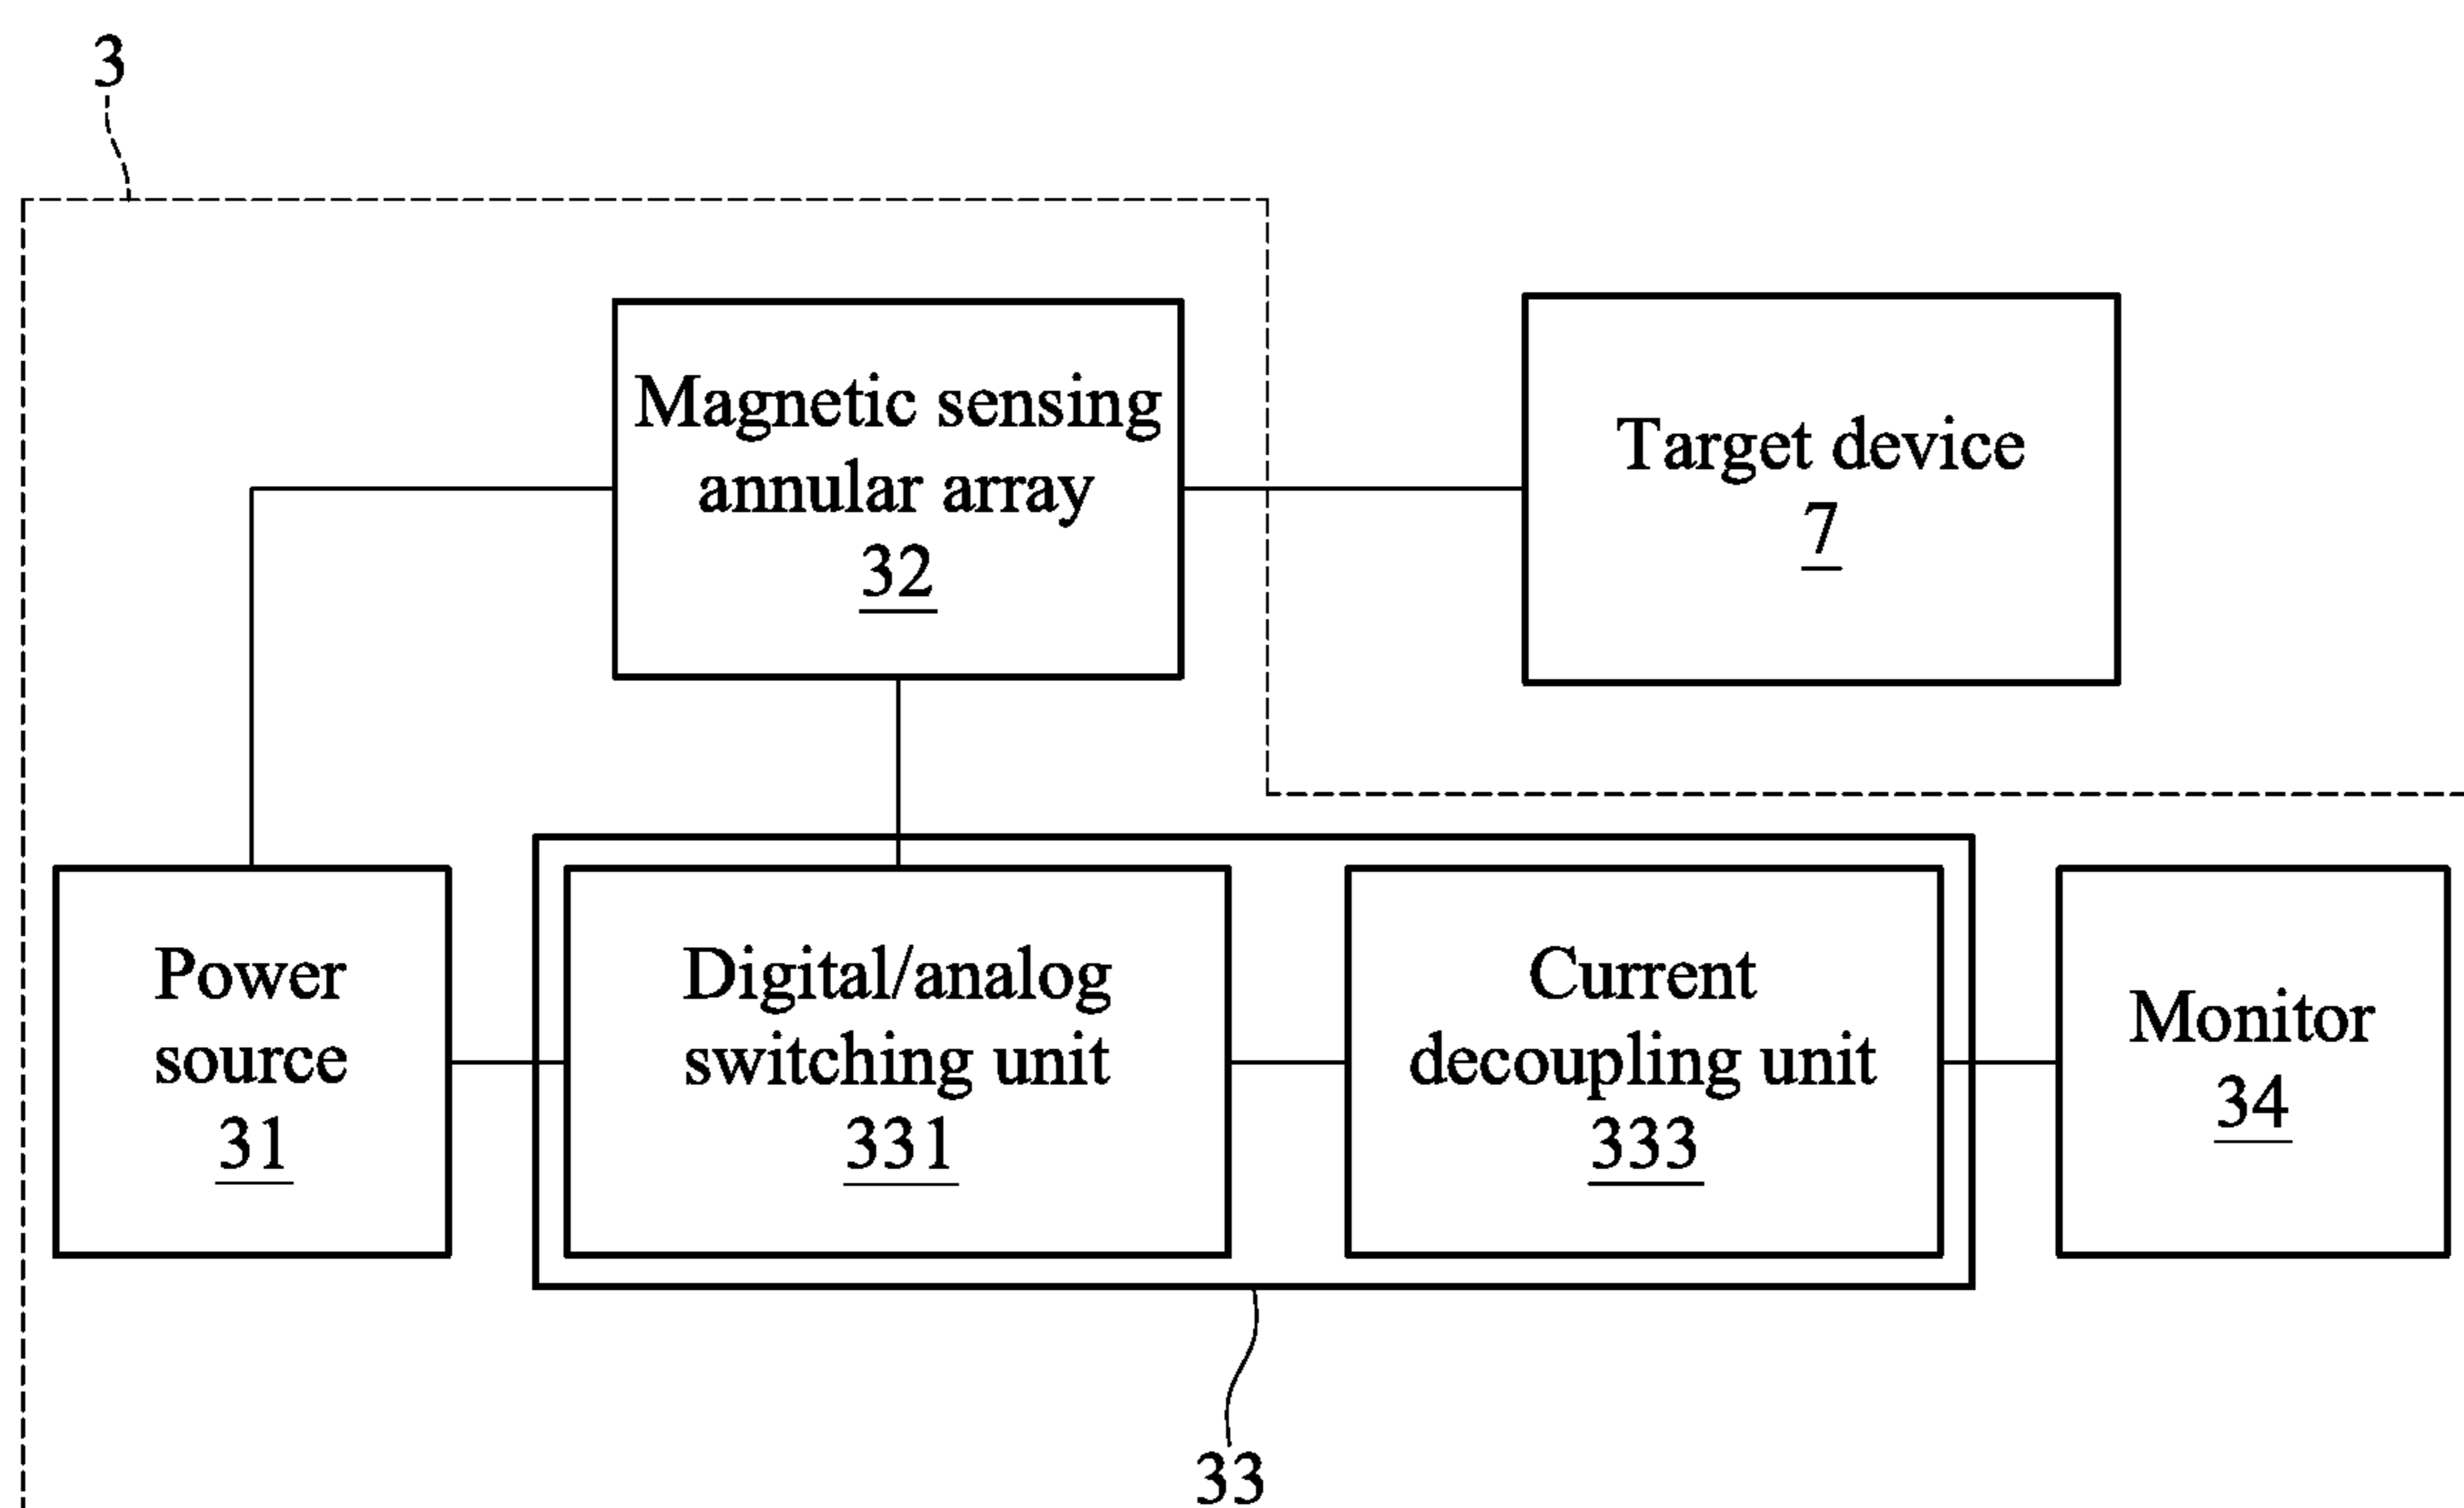 3
Magnetic sensing
annular array
32
Target device
7
Power
source
31
Digital/analog
switching unit
331
Current
decoupling unit
333
Monitor
34
33